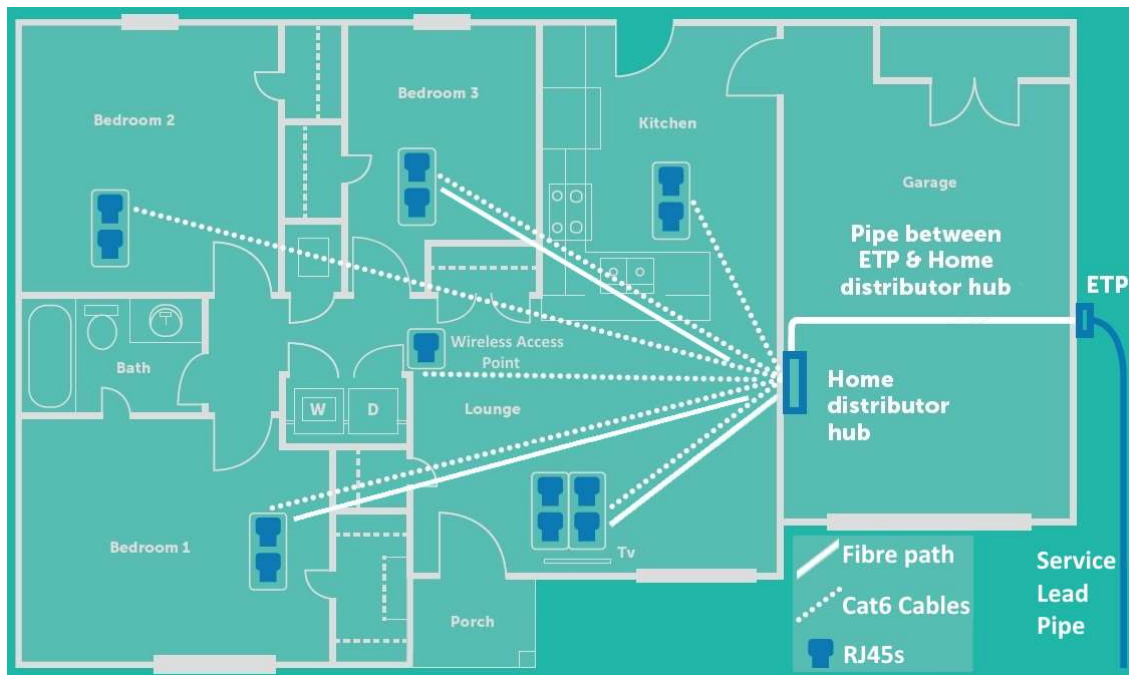 Bedroom 2
Bedroom 3
Kitchen
Garage
Pipe between
ETP & Home
distributor hub
ETP
Wireless Access
Point
Bath
Lounge
Home
distributor
hub
W
D
Bedroom 1
Tv
Porch
Fibre path
Cat6 Cables
RJ45s
Service
Lead
Pipe